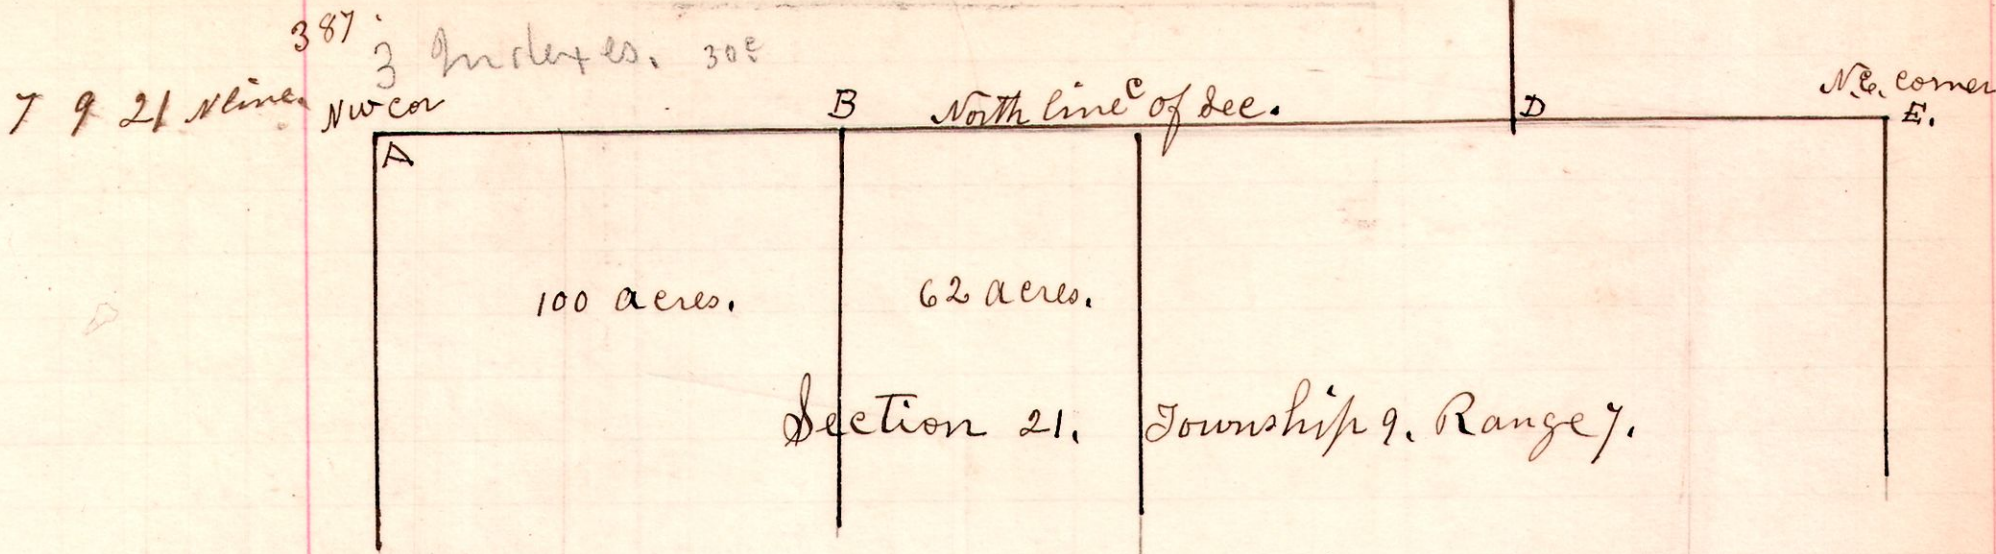 387
3 Indexes. 30c
7 9 21 N line. NW cor
B
North line of Sec.
C
D
N.E. corner
E.
A
100 acres.
62 acres.
Section 21. Township 9. Range 7.